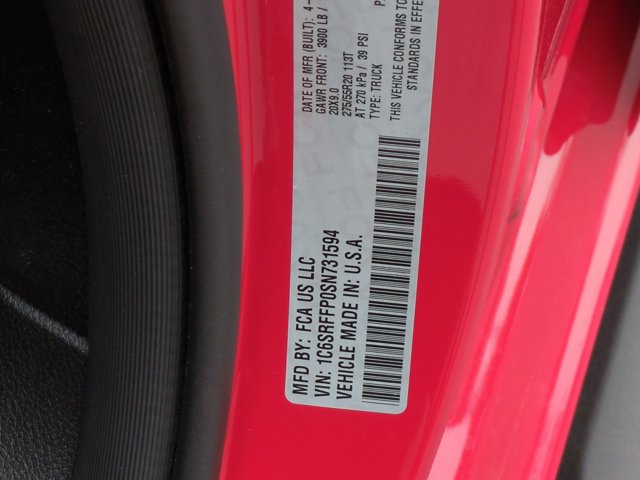 MFD BY: FCA US LLC
DATE OF MFR (BUILT): 4-
GAWR FRONT: 3900 LB /
20X9.0
275/55R20 113T
AT 270 kPa / 39 PSI
TYPE: TRUCK
VIN: 1C6SRFFP0SN731594
VEHICLE MADE IN: U.S.A.
THIS VEHICLE CONFORMS TO
STANDARDS IN EFFE